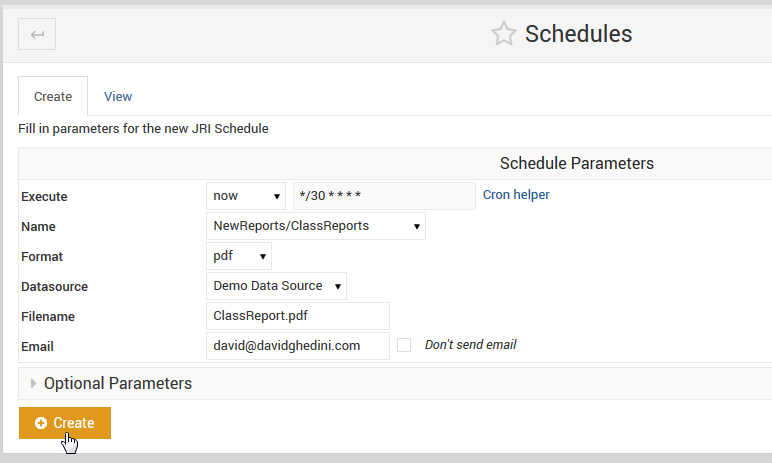 Schedules
Create View
Fill in parameters for the new JRI Schedule
Schedule Parameters
Execute now */30 * * * * Cron helper
Name NewReports/ClassReports
Format pdf
Datasource Demo Data Source
Filename ClassReport.pdf
Email david@davidghedini.com Don't send email
Optional Parameters
Create